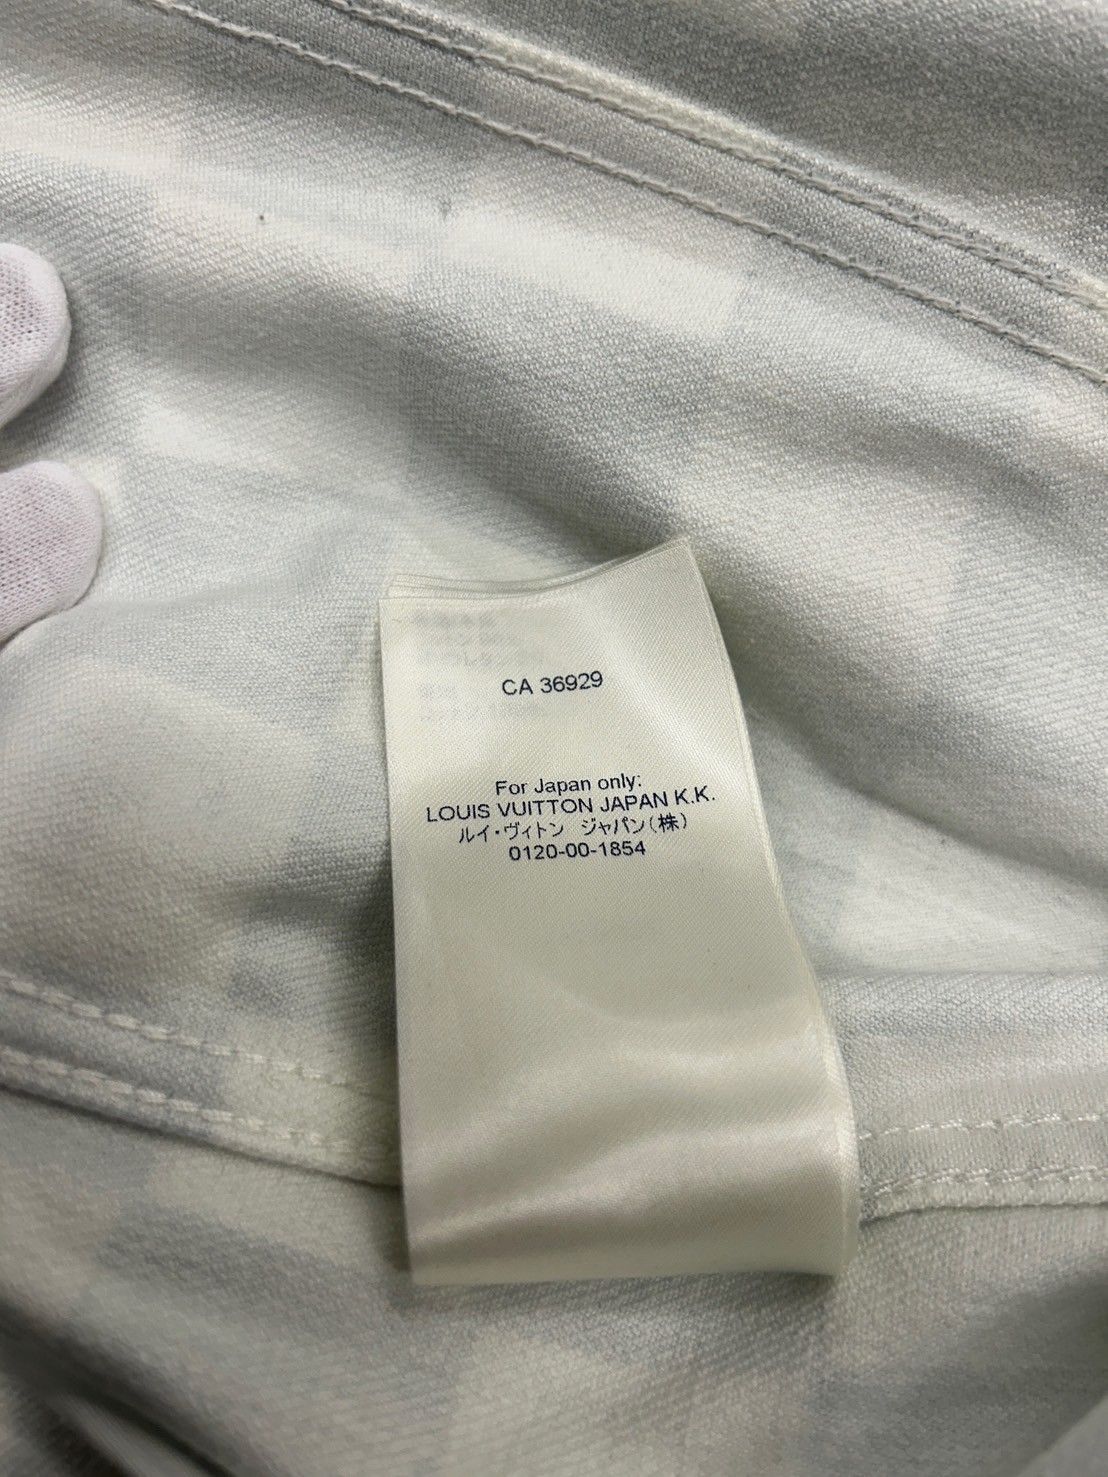 CA 36929
For Japan only:
LOUIS VUITTON JAPAN K.K.
ルイ・ヴィトン ジャパン(株)
0120-00-1854